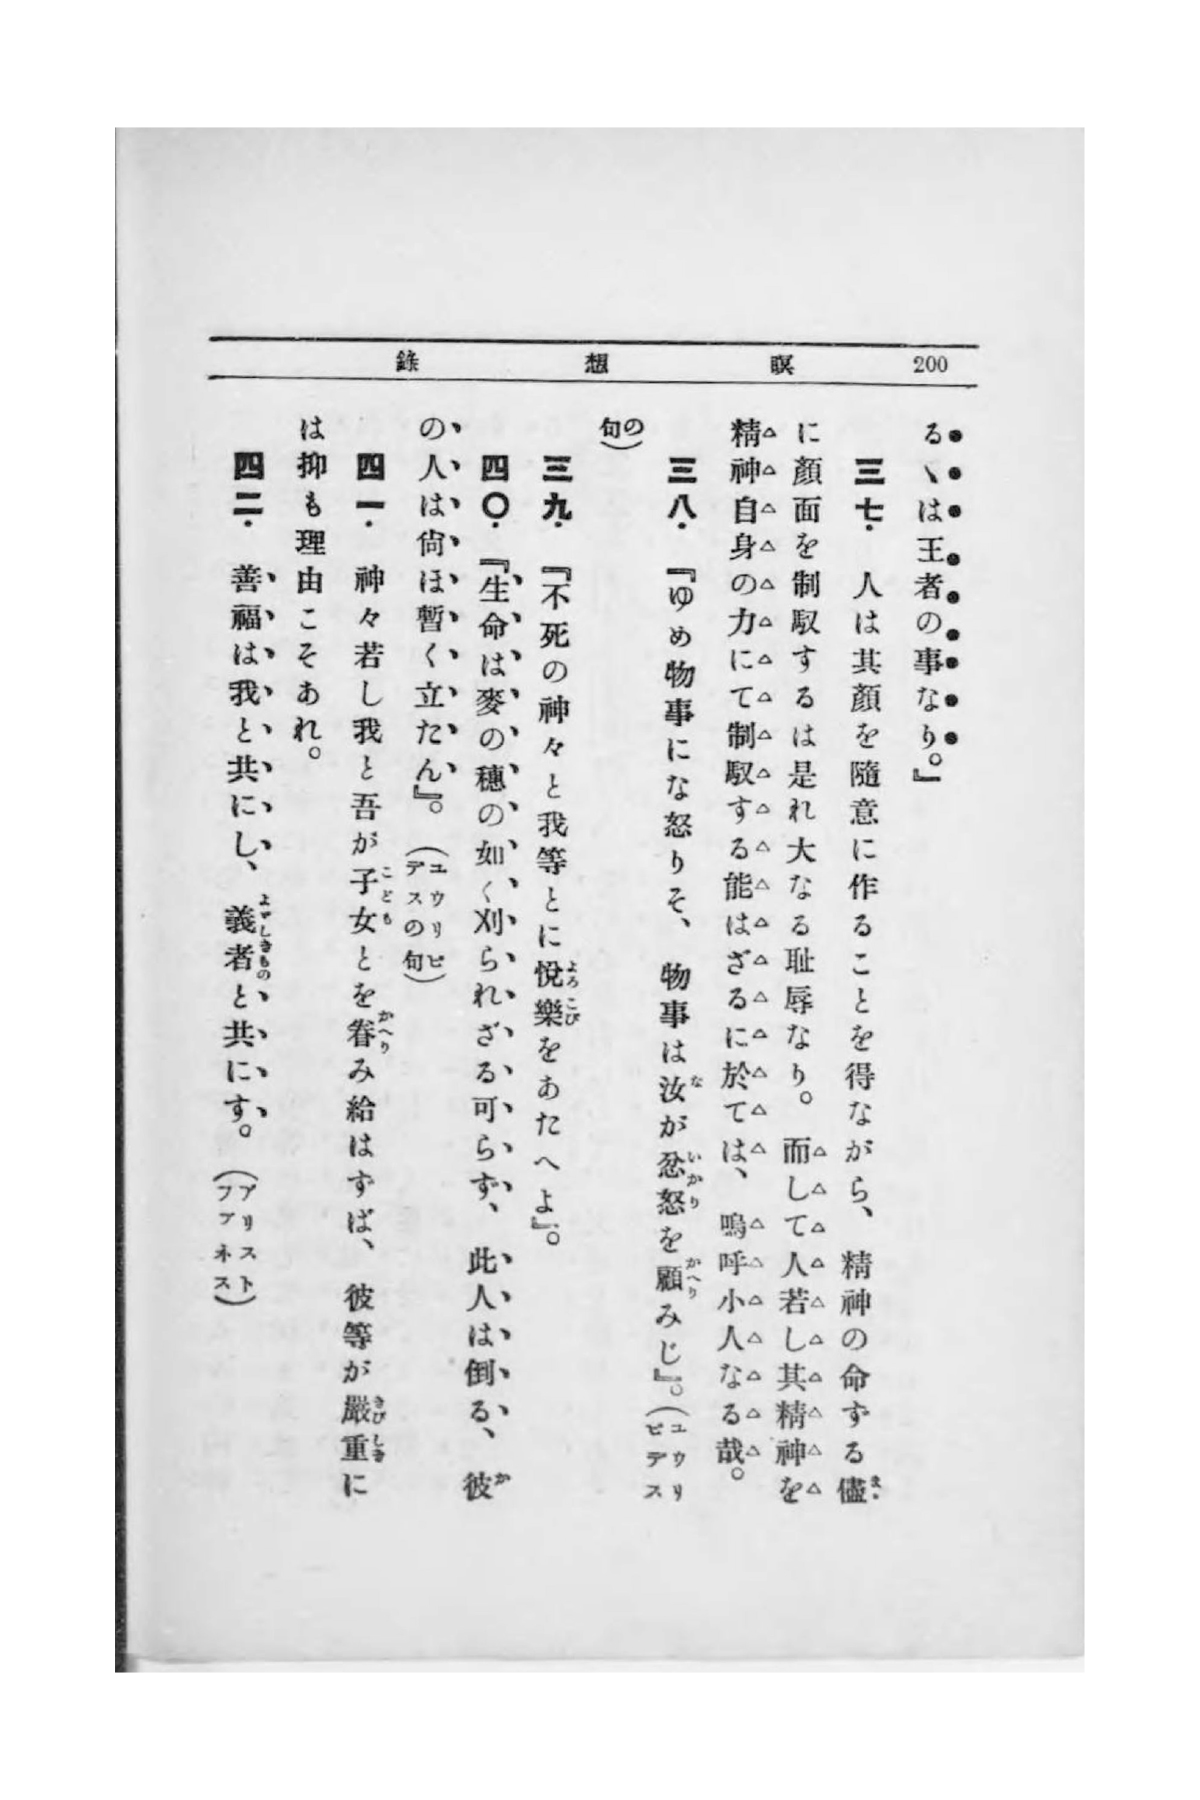 200 瞑想錄
るゝは王者の事なり。』
三七. 人は其顏を隨意に作ることを得ながら、精神の命ずる儘
に顏面を制馭するは是れ大なる耻辱なり。而して人若し其精神を
精神自身の力にて制馭する能はざるに於ては、嗚呼小人なる哉。
三八. 『ゆめ物事にな怒りそ、物事は汝が忿怒を顧みじ』。(ユウリピデス
の句)
三九. 『不死の神々と我等とに悅樂をあたへよ』。
四〇. 『生命は麥の穗の如く刈られざる可らず、此人は倒る、彼
の人は尙ほ暫く立たん』。(ユウリピデスの句)
四一. 神々若し我と吾が子女とを眷み給はずば、彼等が嚴重に
は抑も理由こそあれ。
四二. 善福は我と共にし、義者と共にす。(アリストフアネス)